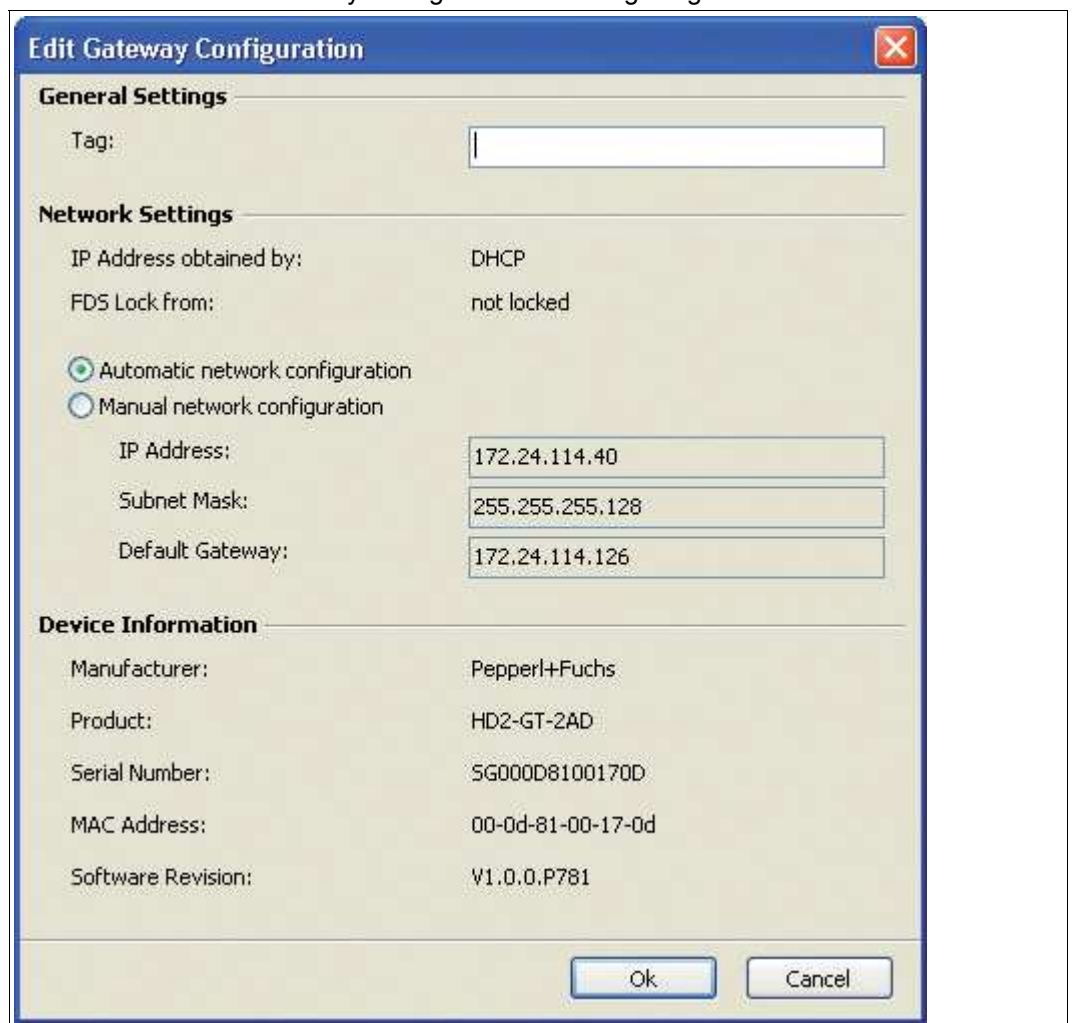 Edit Gateway Configuration
General Settings
Tag:
Network Settings
IP Address obtained by: DHCP
FDS Lock from: not locked
Automatic network configuration
Manual network configuration
IP Address: 172.24.114.40
Subnet Mask: 255.255.255.128
Default Gateway: 172.24.114.126
Device Information
Manufacturer: Pepperl+Fuchs
Product: HD2-GT-2AD
Serial Number: SG000D8100170D
MAC Address: 00-0d-81-00-17-0d
Software Revision: V1.0.0.P781
Ok Cancel